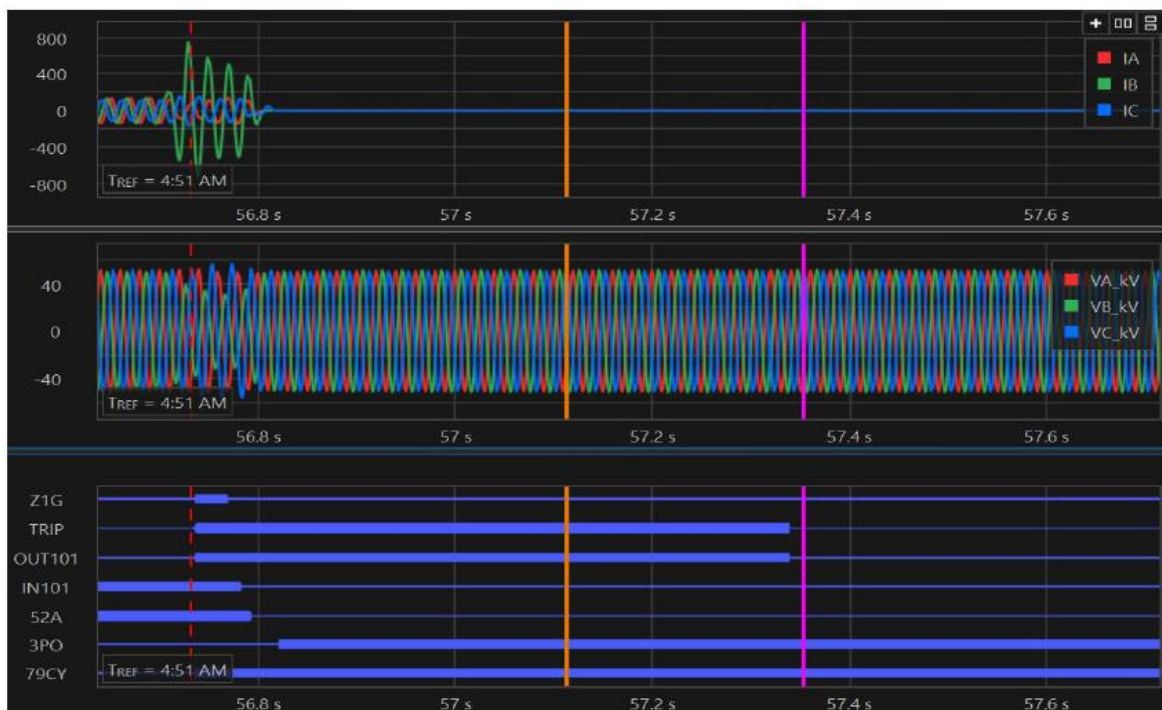 800
400
0
-400
-800
IA
IB
IC
TREF = 4:51 AM
56.8 s 57 s 57.2 s 57.4 s 57.6 s
40
0
-40
VA_kV
VB_kV
VC_kV
TREF = 4:51 AM
56.8 s 57 s 57.2 s 57.4 s 57.6 s
Z1G
TRIP
OUT101
IN101
52A
3PO
79CY
TREF = 4:51 AM
56.8 s 57 s 57.2 s 57.4 s 57.6 s